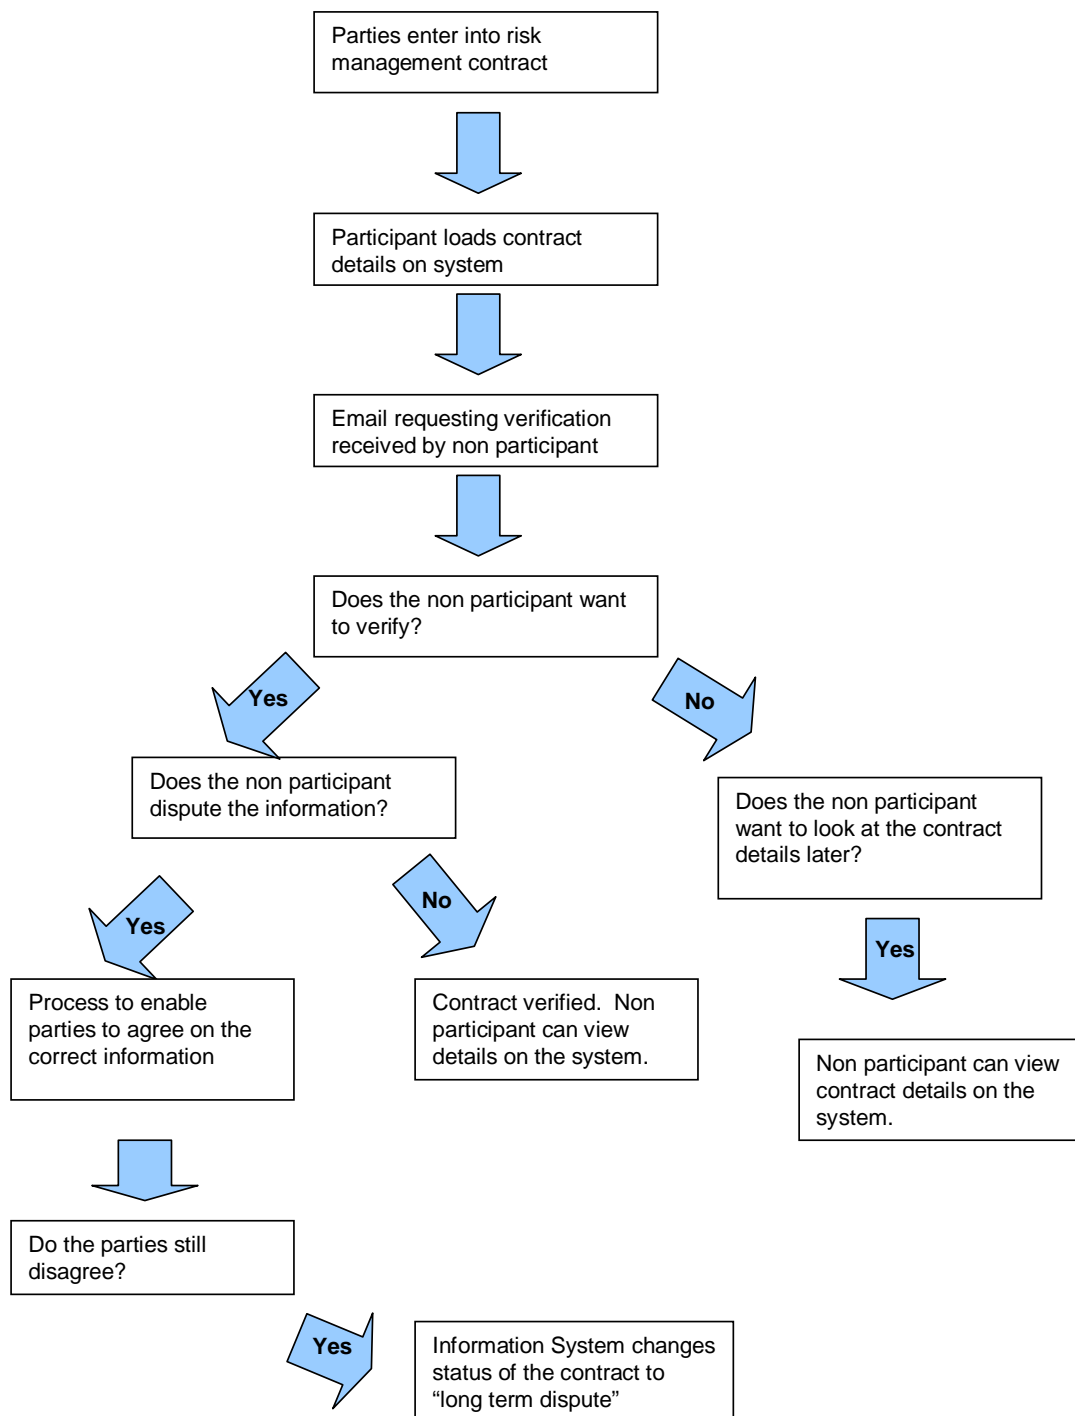 Parties enter into risk
management contract
Participant loads contract
details on system
Email requesting verification
received by non participant
Does the non participant want
to verify?
Yes
No
Does the non participant
dispute the information?
Does the non participant
want to look at the contract
details later?
Yes
No
Yes
Process to enable
parties to agree on the
correct information
Contract verified.  Non
participant can view
details on the system.
Non participant can view
contract details on the
system.
Do the parties still
disagree?
Yes
Information System changes
status of the contract to
“long term dispute”